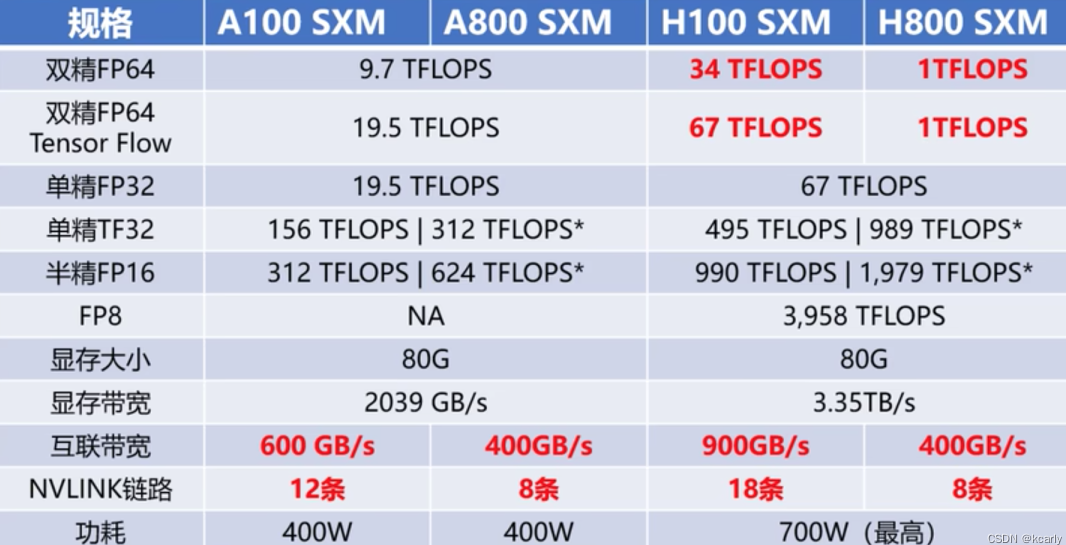 规格 A100 SXM A800 SXM H100 SXM H800 SXM
双精FP64 9.7 TFLOPS 34 TFLOPS 1TFLOPS
双精FP64
Tensor Flow 19.5 TFLOPS 67 TFLOPS 1TFLOPS
单精FP32 19.5 TFLOPS 67 TFLOPS
单精TF32 156 TFLOPS | 312 TFLOPS* 495 TFLOPS | 989 TFLOPS*
半精FP16 312 TFLOPS | 624 TFLOPS* 990 TFLOPS | 1,979 TFLOPS*
FP8 NA 3,958 TFLOPS
显存大小 80G 80G
显存带宽 2039 GB/s 3.35TB/s
互联带宽 600 GB/s 400GB/s 900GB/s 400GB/s
NVLINK链路 12条 8条 18条 8条
功耗 400W 400W 700W（最高）
CSDN @kcarly